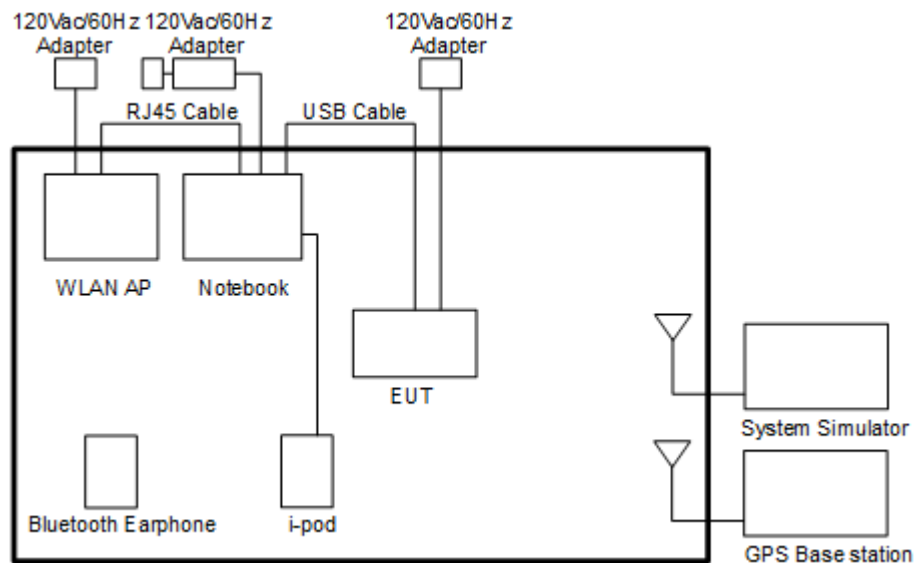 120Vac/60Hz 120Vac/60Hz 120Vac/60Hz
Adapter Adapter Adapter
RJ45 Cable USB Cable
WLAN AP Notebook
EUT
System Simulator
Bluetooth Earphone i-pod
GPS Base station